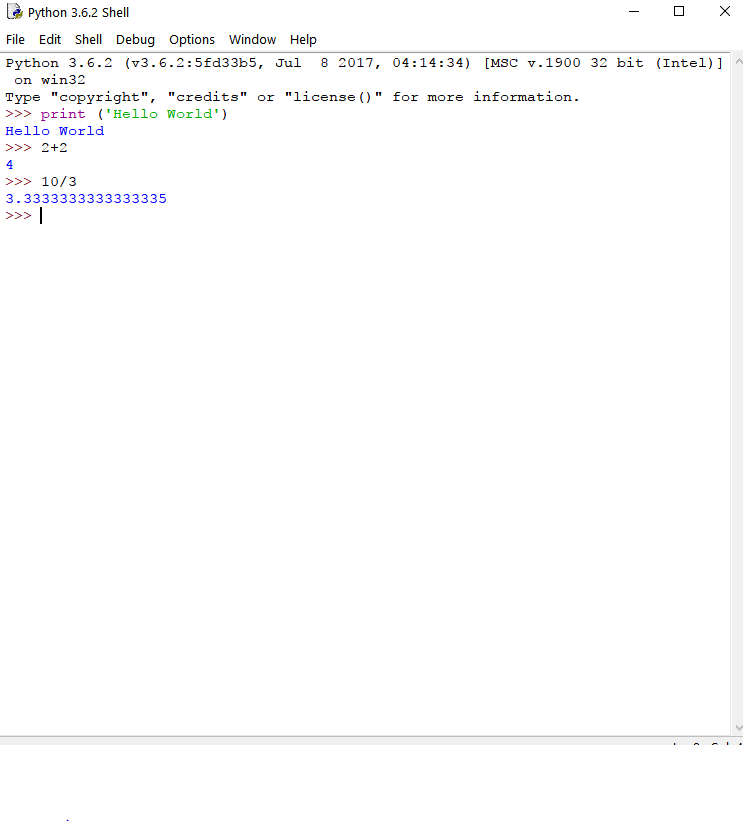 Python 3.6.2 Shell
File Edit Shell Debug Options Window Help
Python 3.6.2 (v3.6.2:5fd33b5, Jul  8 2017, 04:14:34) [MSC v.1900 32 bit (Intel)]
 on win32
Type "copyright", "credits" or "license()" for more information.
>>> print ('Hello World')
Hello World
>>> 2+2
4
>>> 10/3
3.3333333333333335
>>>